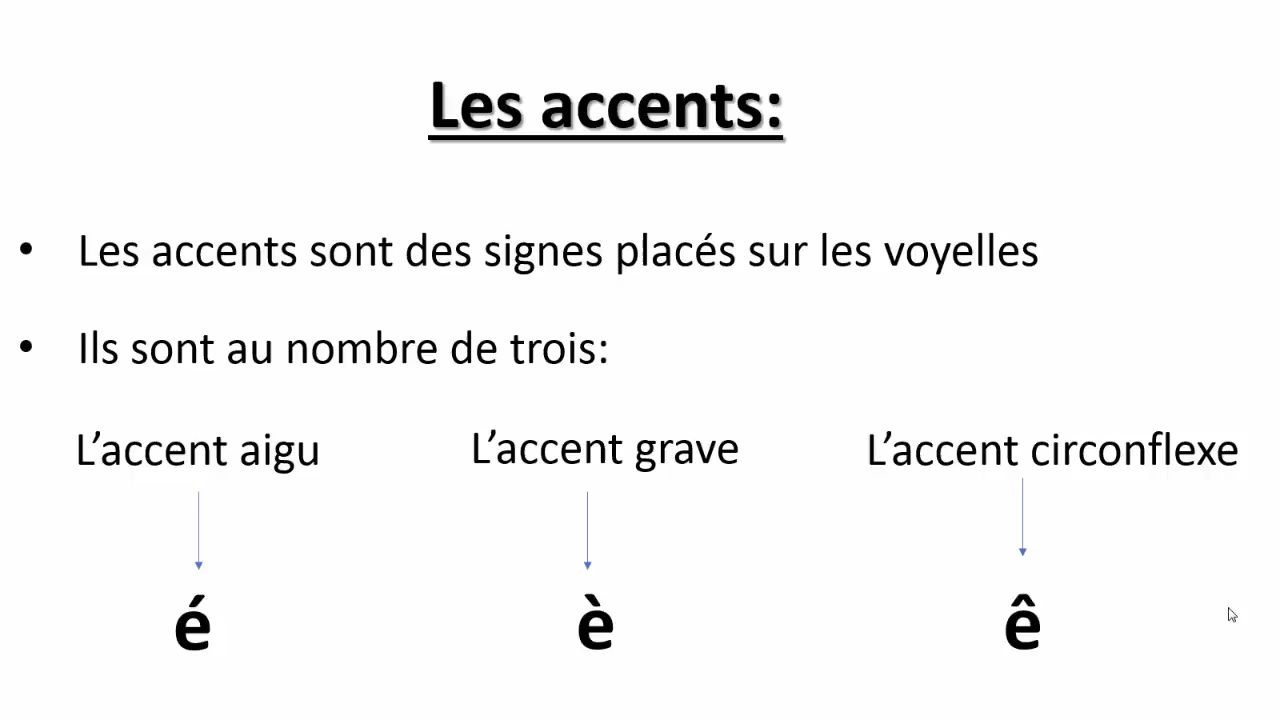 Les accents:
• Les accents sont des signes placés sur les voyelles
• Ils sont au nombre de trois:
L’accent aigu L’accent grave L’accent circonflexe
é è ê